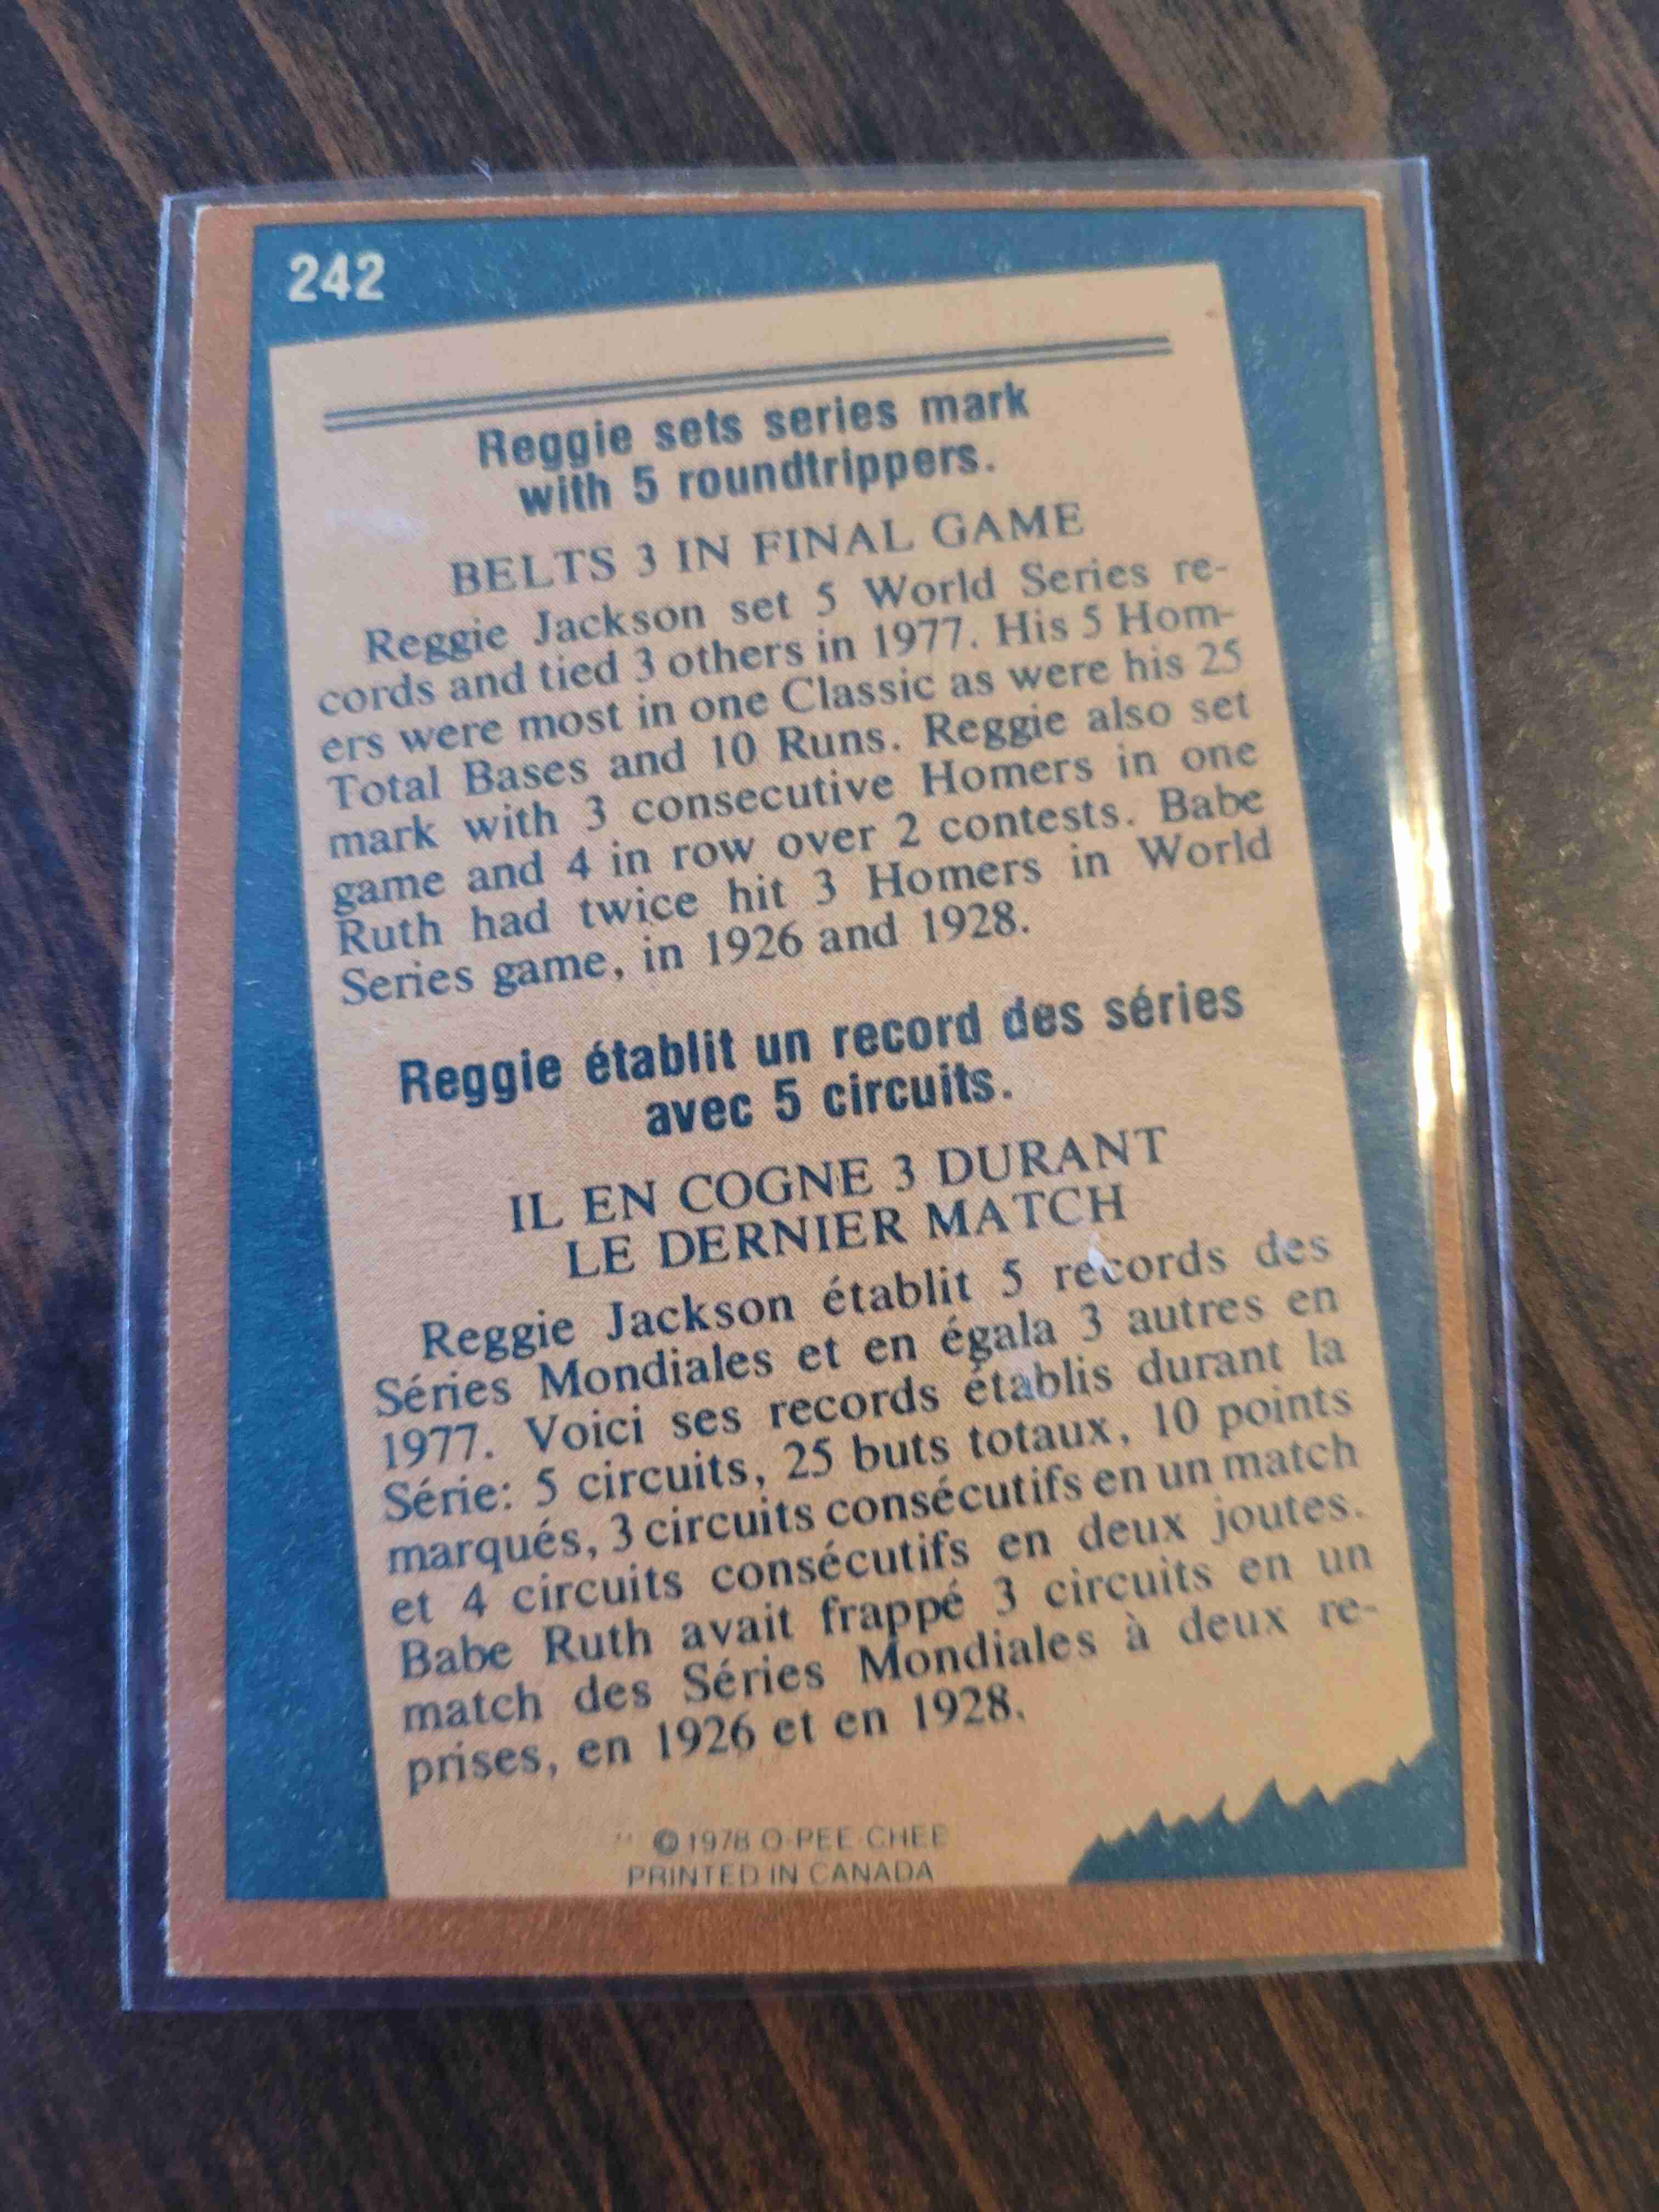 242
Reggie sets series mark
with 5 roundtrippers.
BELTS 3 IN FINAL GAME
Reggie Jackson set 5 World Series re-
cords and tied 3 others in 1977. His 5 Hom-
ers were most in one Classic as were his 25
Total Bases and 10 Runs. Reggie also set
mark with 3 consecutive Homers in one
game and 4 in row over 2 contests. Babe
Ruth had twice hit 3 Homers in World
Series game, in 1926 and 1928.
Reggie établit un record des séries
avec 5 circuits.
IL EN COGNE 3 DURANT
LE DERNIER MATCH
Reggie Jackson établit 5 records des
Séries Mondiales et en égala 3 autres en
1977. Voici ses records établis durant la
Série: 5 circuits, 25 buts totaux, 10 points
marqués, 3 circuits consécutifs en un match
et 4 circuits consécutifs en deux joutes.
Babe Ruth avait frappé 3 circuits en un
match des Séries Mondiales à deux re-
prises, en 1926 et en 1928.
© 1978 O-PEE-CHEE
PRINTED IN CANADA